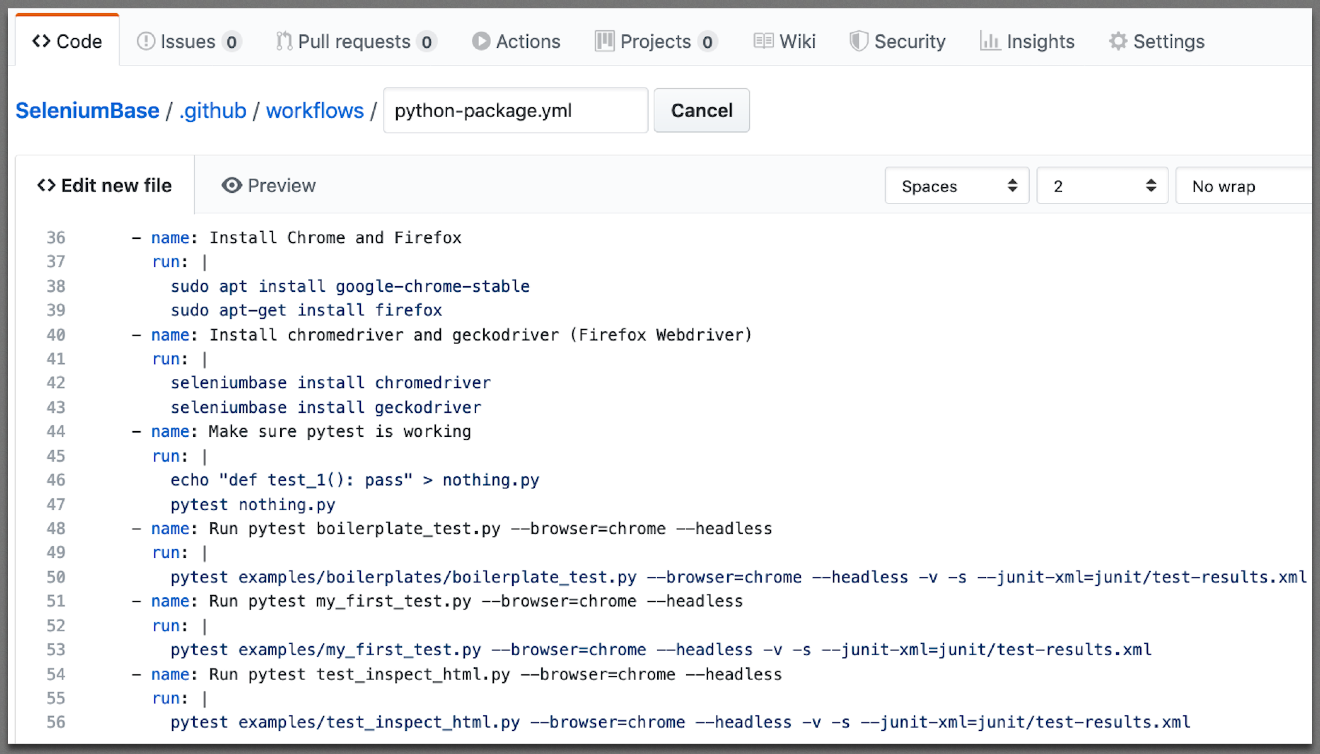 Code Issues 0 Pull requests 0 Actions Projects 0 Wiki Security Insights Settings
SeleniumBase / .github / workflows / python-package.yml Cancel
Edit new file Preview Spaces 2 No wrap
36 - name: Install Chrome and Firefox
37 run: |
38 sudo apt install google-chrome-stable
39 sudo apt-get install firefox
40 - name: Install chromedriver and geckodriver (Firefox Webdriver)
41 run: |
42 seleniumbase install chromedriver
43 seleniumbase install geckodriver
44 - name: Make sure pytest is working
45 run: |
46 echo "def test_1(): pass" > nothing.py
47 pytest nothing.py
48 - name: Run pytest boilerplate_test.py --browser=chrome --headless
49 run: |
50 pytest examples/boilerplates/boilerplate_test.py --browser=chrome --headless -v -s --junit-xml=junit/test-results.xml
51 - name: Run pytest my_first_test.py --browser=chrome --headless
52 run: |
53 pytest examples/my_first_test.py --browser=chrome --headless -v -s --junit-xml=junit/test-results.xml
54 - name: Run pytest test_inspect_html.py --browser=chrome --headless
55 run: |
56 pytest examples/test_inspect_html.py --browser=chrome --headless -v -s --junit-xml=junit/test-results.xml